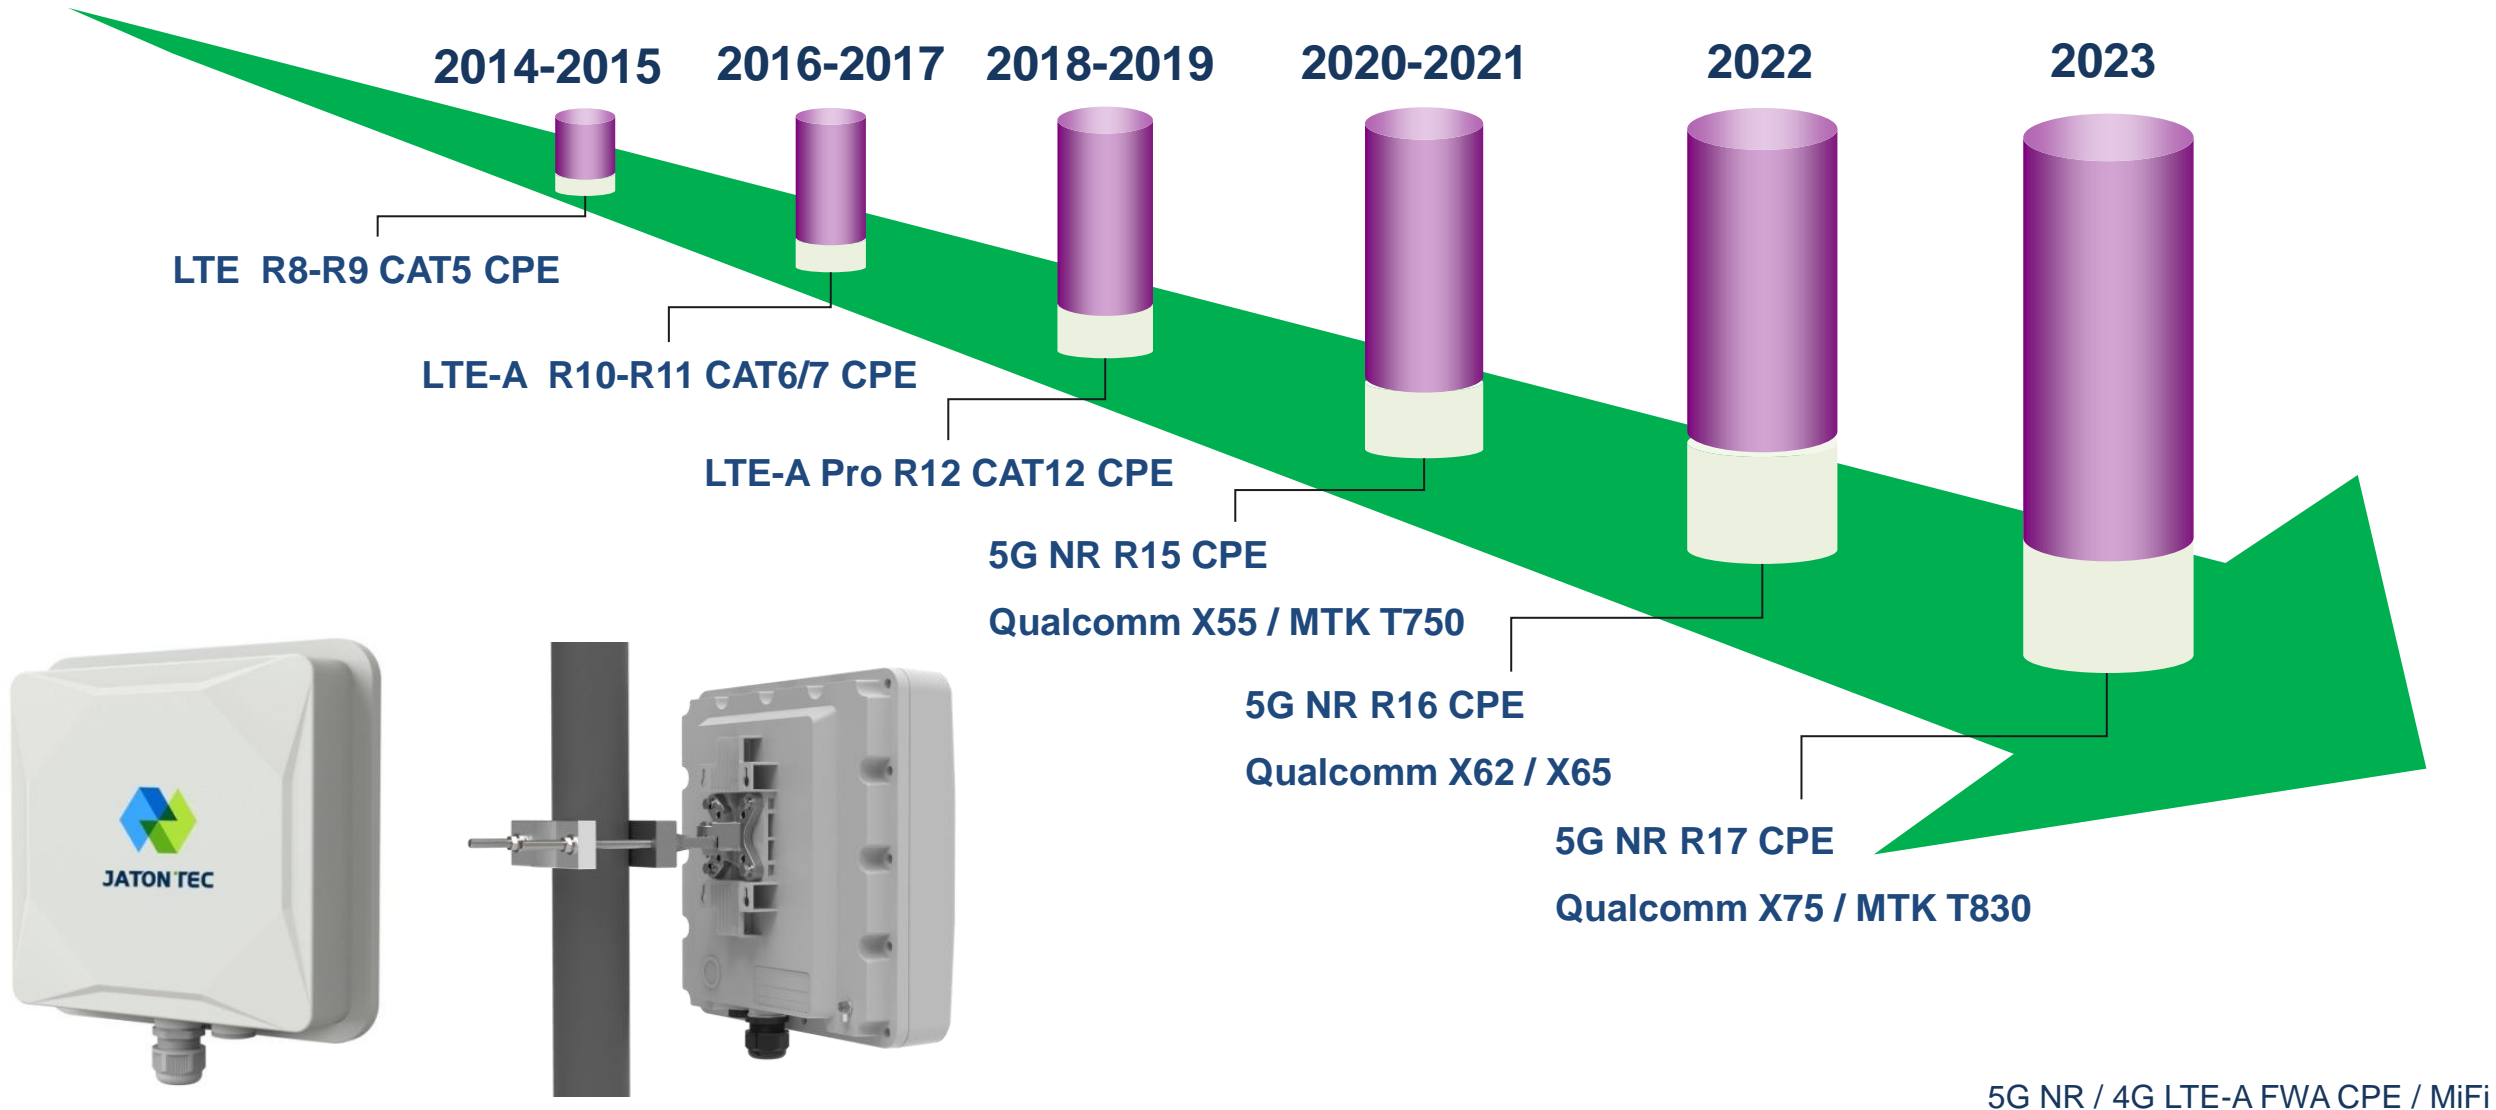 2014-2015
2016-2017
2018-2019
2020-2021
2022
2023
LTE R8-R9 CAT5 CPE
LTE-A R10-R11 CAT6/7 CPE
LTE-A Pro R12 CAT12 CPE
5G NR R15 CPE
Qualcomm X55 / MTK T750
5G NR R16 CPE
Qualcomm X62 / X65
5G NR R17 CPE
Qualcomm X75 / MTK T830
JATON TEC
5G NR / 4G LTE-A FWA CPE / MiFi